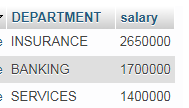 DEPARTMENT salary
INSURANCE 2650000
BANKING 1700000
SERVICES 1400000